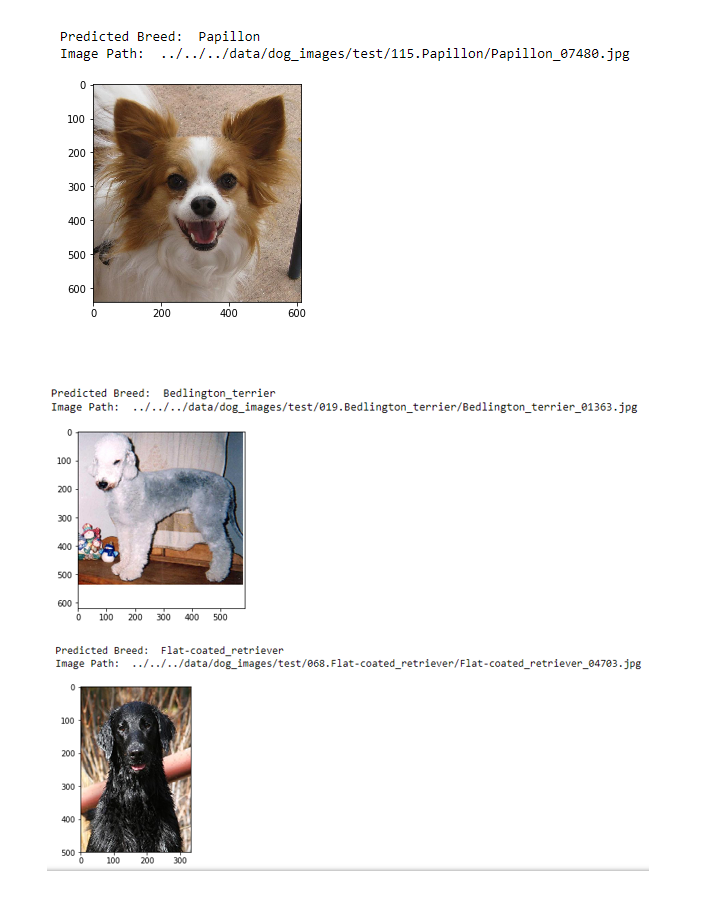 Predicted Breed:  Papillon
Image Path:  ../../../data/dog_images/test/115.Papillon/Papillon_07480.jpg
0
100
200
300
400
500
600
0 200 400 600
Predicted Breed:  Bedlington_terrier
Image Path:  ../../../data/dog_images/test/019.Bedlington_terrier/Bedlington_terrier_01363.jpg
0
100
200
300
400
500
600
0 100 200 300 400 500
Predicted Breed:  Flat-coated_retriever
Image Path:  ../../../data/dog_images/test/068.Flat-coated_retriever/Flat-coated_retriever_04703.jpg
0
100
200
300
400
500
0 100 200 300